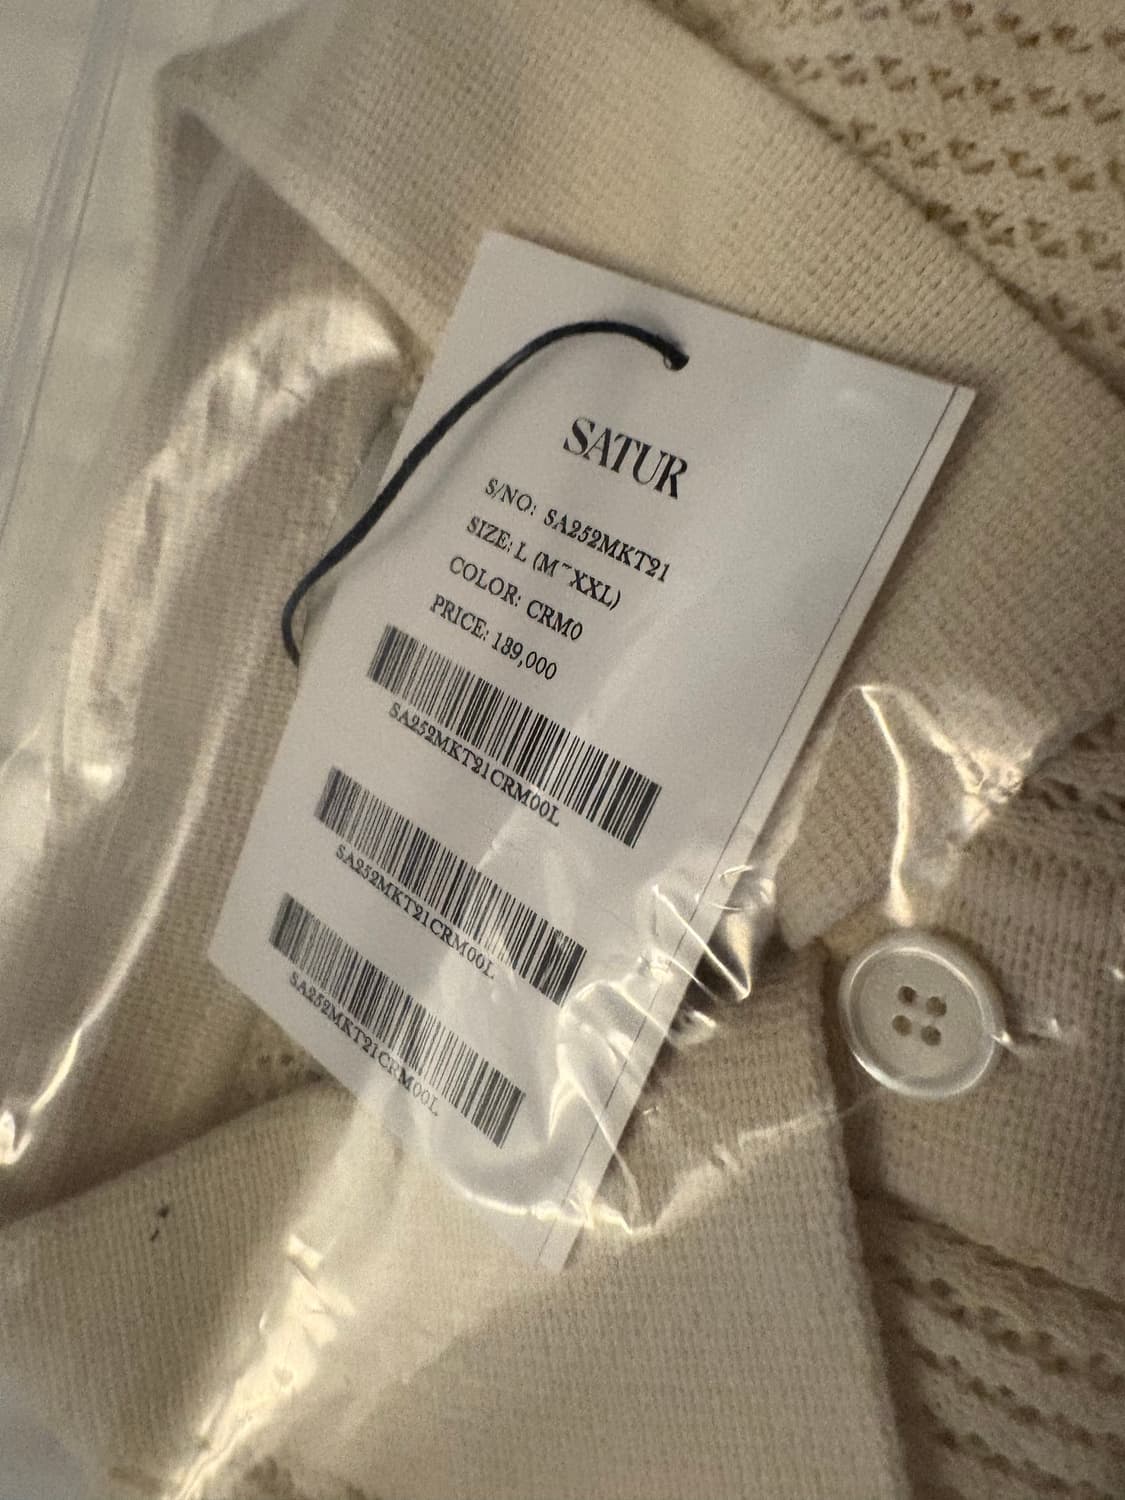 SATUR
S/NO: SA252MKT21
SIZE: L (M~XXL)
COLOR: CRM0
PRICE: 189,000
SA252MKT21CRM00L
SA252MKT21CRM00L
SA252MKT21CRM00L